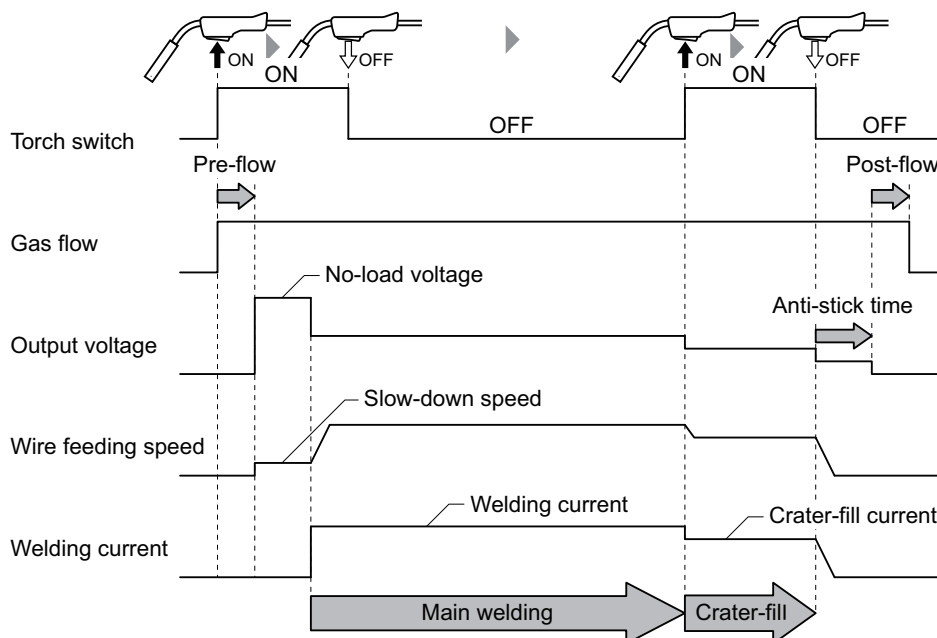 ON
OFF
ON
OFF
ON
ON
Torch switch
OFF
OFF
Pre-flow
Post-flow
Gas flow
No-load voltage
Anti-stick time
Output voltage
Slow-down speed
Wire feeding speed
Welding current
Crater-fill current
Welding current
Main welding
Crater-fill